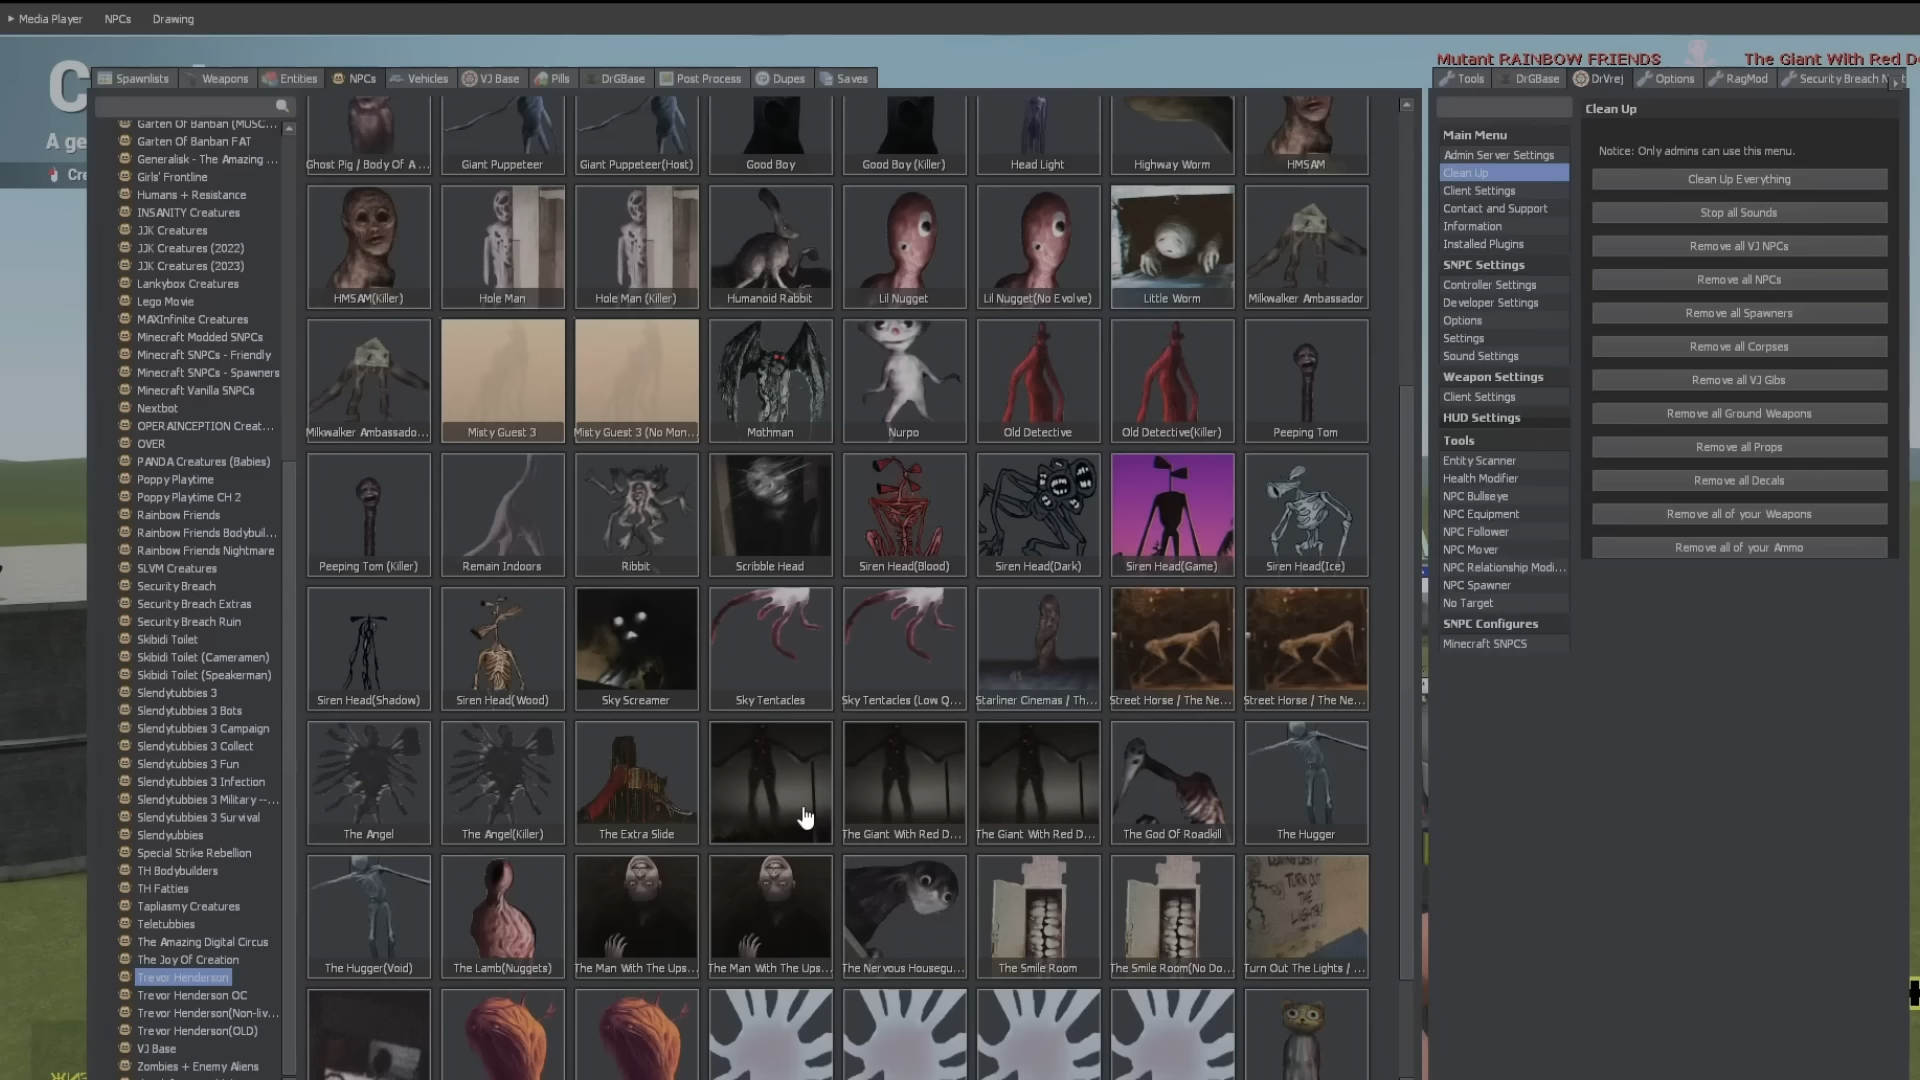 Media Player NPCs Drawing
Mutant RAINBOW FRIENDS The Giant With Red D
Spawnlists Weapons Entities NPCs Vehicles VJ Base Pills DrGBase Post Process Dupes Saves
Tools DrGBase DrVrej Options RagMod Security Breach N
A ge
Cre
Garten Of Banban (MUSC...
Garten Of Banban FAT
Generalisk - The Amazing ...
Girls' Frontline
Humans + Resistance
INSANITY Creatures
JJK Creatures
JJK Creatures (2022)
JJK Creatures (2023)
Lankybox Creatures
Lego Movie
MAXInfinite Creatures
Minecraft Modded SNPCs
Minecraft SNPCs - Friendly
Minecraft SNPCs - Spawners
Minecraft Vanilla SNPCs
Nextbot
OPERAINCEPTION Creat...
OVER
PANDA Creatures (Babies)
Poppy Playtime
Poppy Playtime CH 2
Rainbow Friends
Rainbow Friends Bodybuil...
Rainbow Friends Nightmare
SLVM Creatures
Security Breach
Security Breach Extras
Security Breach Ruin
Skibidi Toilet
Skibidi Toilet (Cameramen)
Skibidi Toilet (Speakerman)
Slendytubbies 3
Slendytubbies 3 Bots
Slendytubbies 3 Campaign
Slendytubbies 3 Collect
Slendytubbies 3 Fun
Slendytubbies 3 Infection
Slendytubbies 3 Military --...
Slendytubbies 3 Survival
Slendyubbies
Special Strike Rebellion
TH Bodybuilders
TH Fatties
Tapliasmy Creatures
Teletubbies
The Amazing Digital Circus
The Joy Of Creation
Trevor Henderson
Trevor Henderson OC
Trevor Henderson(Non-liv...
Trevor Henderson(OLD)
VJ Base
Zombies + Enemy Aliens
Ghost Pig / Body Of A ... Giant Puppeteer Giant Puppeteer(Host) Good Boy Good Boy (Killer) Head Light Highway Worm HMSAM
HMSAM(Killer) Hole Man Hole Man (Killer) Humanoid Rabbit Lil Nugget Lil Nugget(No Evolve) Little Worm Milkwalker Ambassador
Milkwalker Ambassado... Misty Guest 3 Misty Guest 3 (No Mon... Mothman Nurpo Old Detective Old Detective(Killer) Peeping Tom
Peeping Tom (Killer) Remain Indoors Ribbit Scribble Head Siren Head(Blood) Siren Head(Dark) Siren Head(Game) Siren Head(Ice)
Siren Head(Shadow) Siren Head(Wood) Sky Screamer Sky Tentacles Sky Tentacles (Low Q... Starliner Cinemas / Th... Street Horse / The Ne... Street Horse / The Ne...
The Angel The Angel(Killer) The Extra Slide The Giant With Red D... The Giant With Red D... The God Of Roadkill The Hugger
The Hugger(Void) The Lamb(Nuggets) The Man With The Ups... The Man With The Ups... The Nervous Housegu... The Smile Room The Smile Room(No Do... Turn Out The Lights / ...
TURN OUT
THE
LIGHTS!
Main Menu
Admin Server Settings
Clean Up
Client Settings
Contact and Support
Information
Installed Plugins
SNPC Settings
Controller Settings
Developer Settings
Options
Settings
Sound Settings
Weapon Settings
Client Settings
HUD Settings
Tools
Entity Scanner
Health Modifier
NPC Bullseye
NPC Equipment
NPC Follower
NPC Mover
NPC Relationship Modi...
NPC Spawner
No Target
SNPC Configures
Minecraft SNPCS
Clean Up
Notice: Only admins can use this menu.
Clean Up Everything
Stop all Sounds
Remove all VJ NPCs
Remove all NPCs
Remove all Spawners
Remove all Corpses
Remove all VJ Gibs
Remove all Ground Weapons
Remove all Props
Remove all Decals
Remove all of your Weapons
Remove all of your Ammo